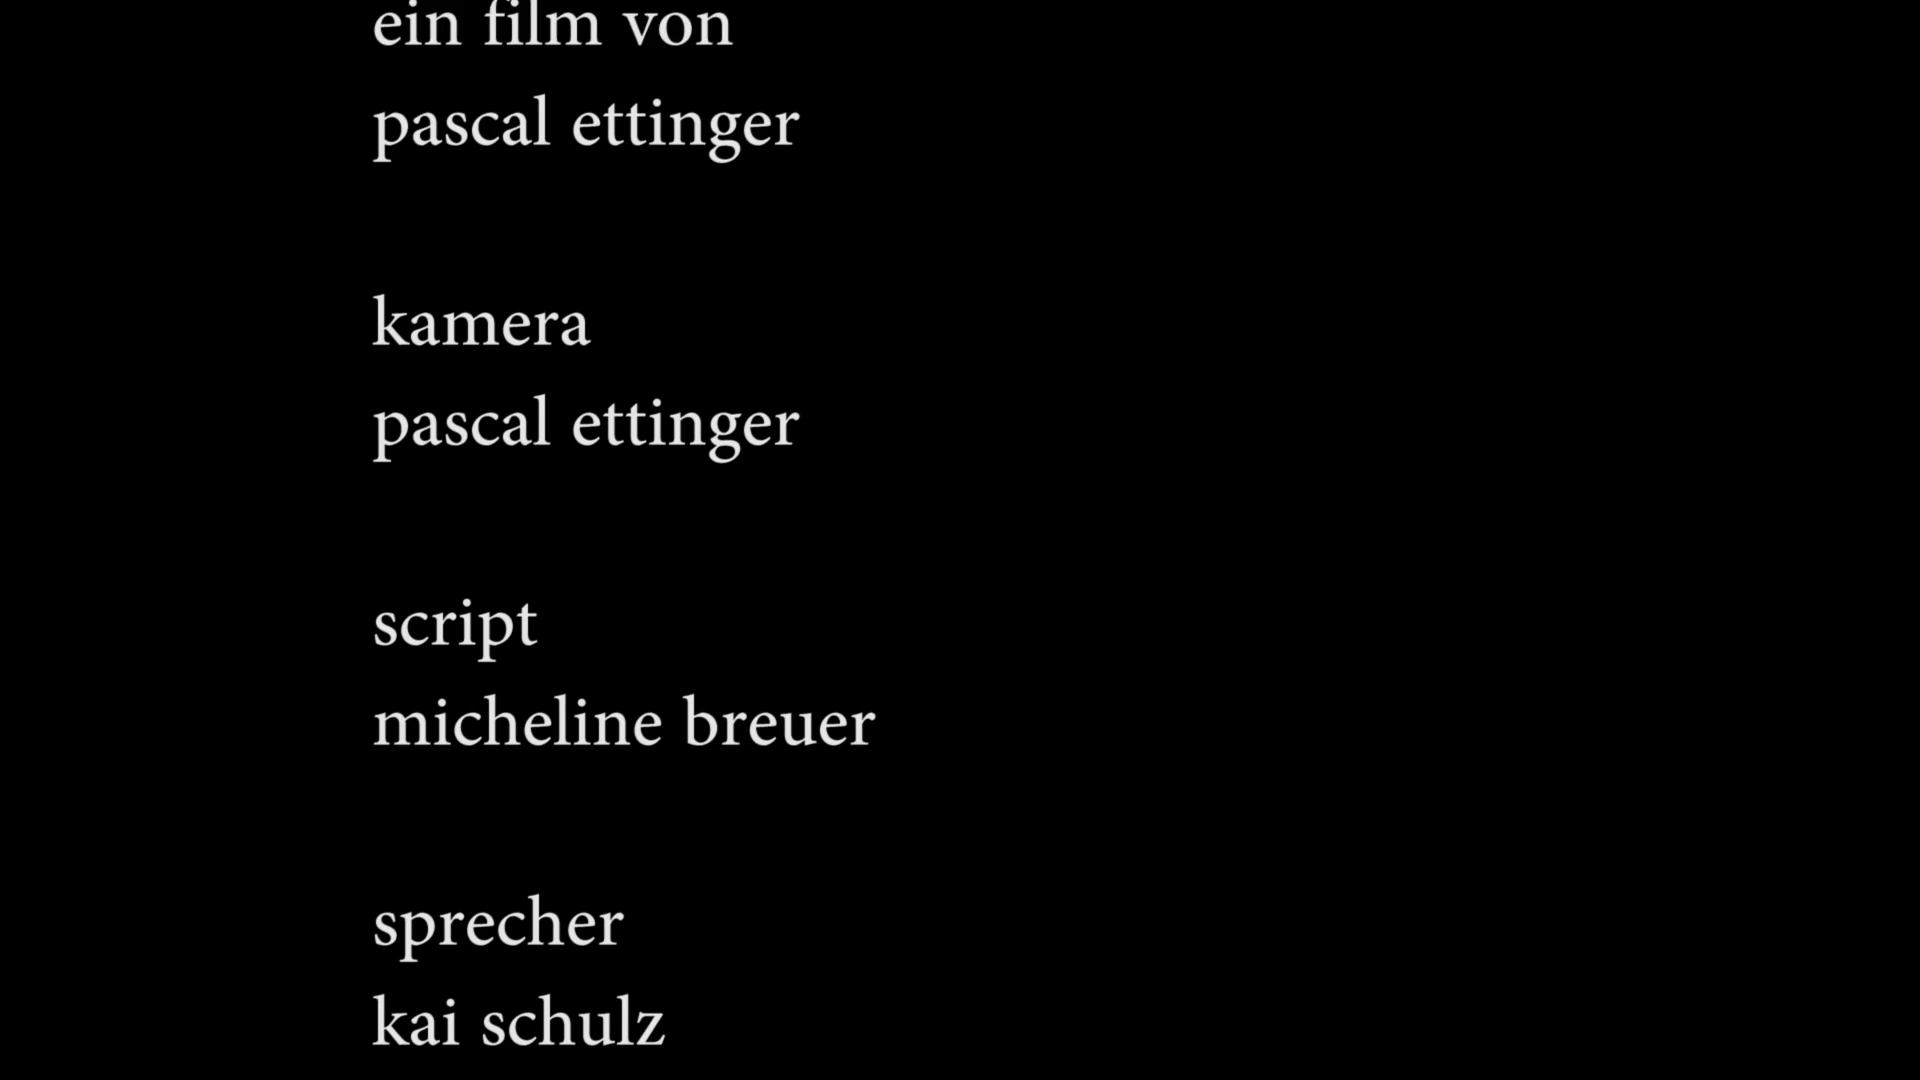 ein film von
pascal ettinger
kamera
pascal ettinger
script
micheline breuer
sprecher
kai schulz